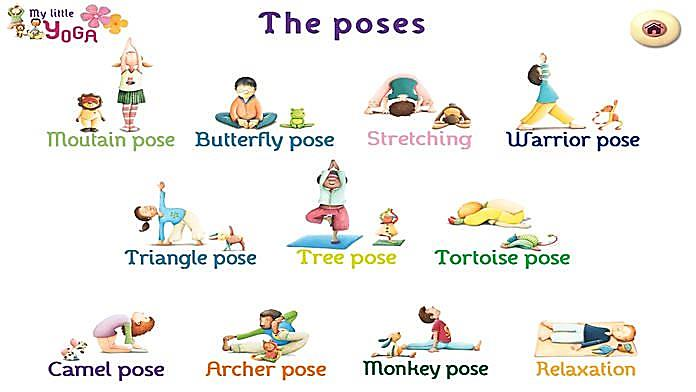 My little
YOGA
The poses
Moutain pose
Butterfly pose
Stretching
Warrior pose
Triangle pose
Tree pose
Tortoise pose
Camel pose
Archer pose
Monkey pose
Relaxation